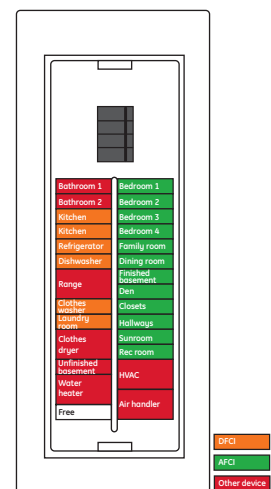 Bathroom 1
Bathroom 2
Kitchen
Kitchen
Refrigerator
Dishwasher
Range
Clothes
washer
Laundry
room
Clothes
dryer
Unfinished
basement
Water
heater
Free
Bedroom 1
Bedroom 2
Bedroom 3
Bedroom 4
Family room
Dining room
Finished
basement
Den
Closets
Hallways
Sunroom
Rec room
HVAC
Air handler
DFCI
AFCI
Other device